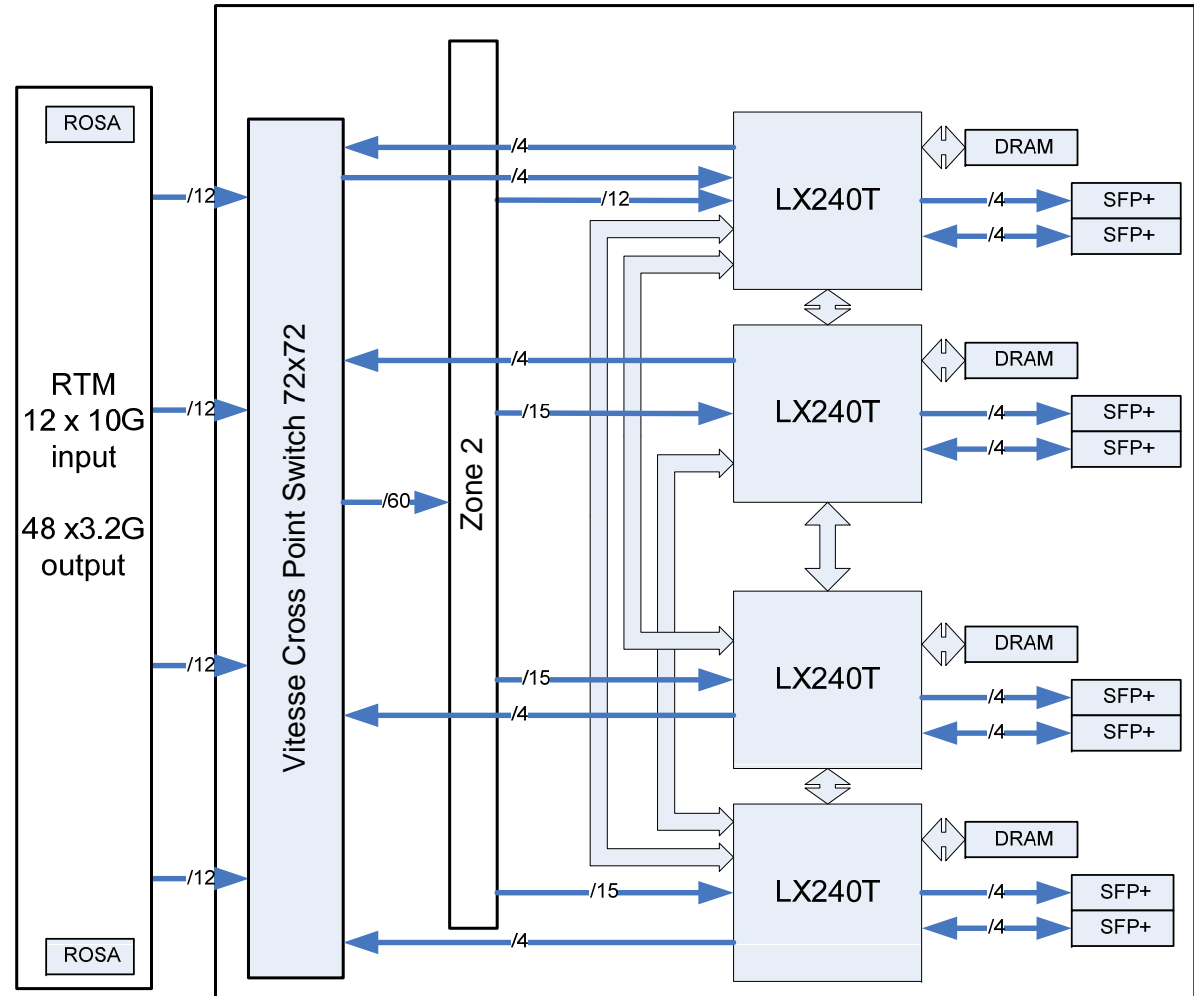 ROSA
RTM
12 x 10G
input
48 x3.2G
output
ROSA
/12
/12
/12
/12
Vitesse Cross Point Switch 72x72
/60
Zone 2
/4
/4
/12
LX240T
DRAM
/4
SFP+
/4
SFP+
/4
/15
LX240T
DRAM
/4
SFP+
/4
SFP+
/15
/4
LX240T
DRAM
/4
SFP+
/4
SFP+
/15
/4
LX240T
DRAM
/4
SFP+
/4
SFP+